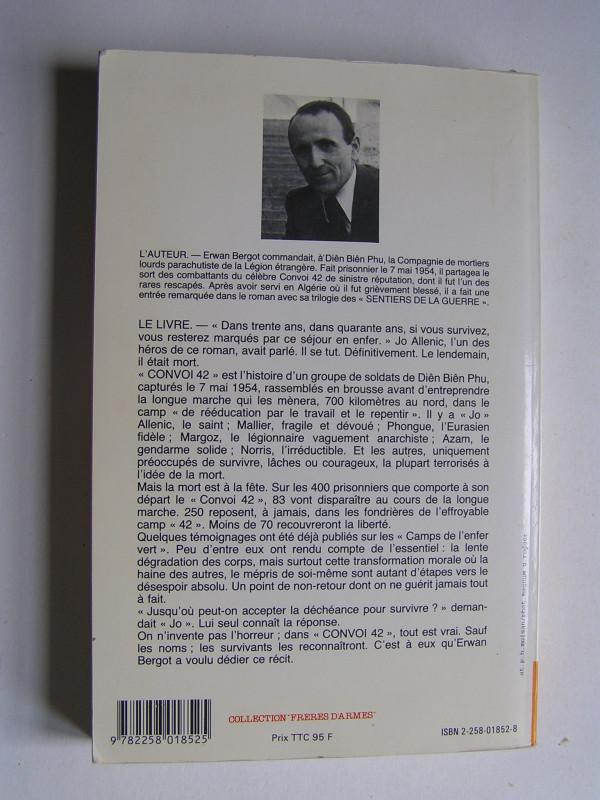 L'AUTEUR. — Erwan Bergot commandait, à Diên Biên Phu, la Compagnie de mortiers
lourds parachutiste de la Légion étrangère. Fait prisonnier le 7 mai 1954, il partagea le
sort des combattants du célèbre Convoi 42 de sinistre réputation, dont il fut l'un des
rares rescapés. Après avoir servi en Algérie où il fut grièvement blessé, il a fait une
entrée remarquée dans le roman avec sa trilogie des « SENTIERS DE LA GUERRE ».
LE LIVRE. — « Dans trente ans, dans quarante ans, si vous survivez,
vous resterez marqués par ce séjour en enfer. » Jo Allenic, l'un des
héros de ce roman, avait parlé. Il se tut. Définitivement. Le lendemain,
il était mort.
« CONVOI 42 » est l'histoire d'un groupe de soldats de Diên Biên Phu,
capturés le 7 mai 1954, rassemblés en brousse avant d'entreprendre
la longue marche qui les mènera, 700 kilomètres au nord, dans le
camp « de rééducation par le travail et le repentir ». Il y a « Jo »
Allenic, le saint ; Mallier, fragile et dévoué ; Phongue, l'Eurasien
fidèle ; Margoz, le légionnaire vaguement anarchiste ; Azam, le
gendarme solide ; Norris, l'irréductible. Et les autres, uniquement
préoccupés de survivre, lâches ou courageux, la plupart terrorisés à
l'idée de la mort.
Mais la mort est à la fête. Sur les 400 prisonniers que comporte à son
départ le « Convoi 42 », 83 vont disparaître au cours de la longue
marche. 250 reposent, à jamais, dans les fondrières de l'effroyable
camp « 42 ». Moins de 70 recouvreront la liberté.
Quelques témoignages ont été déjà publiés sur les « Camps de l'enfer
vert ». Peu d'entre eux ont rendu compte de l'essentiel : la lente
dégradation des corps, mais surtout cette transformation morale où la
haine des autres, le mépris de soi-même sont autant d'étapes vers le
désespoir absolu. Un point de non-retour dont on ne guérit jamais tout
à fait.
« Jusqu'où peut-on accepter la déchéance pour survivre ? » deman-
dait « Jo ». Lui seul connaît la réponse.
On n'invente pas l'horreur ; dans « CONVOI 42 », tout est vrai. Sauf
les noms ; les survivants les reconnaîtront. C'est à eux qu'Erwan
Bergot a voulu dédier ce récit.
at.p.h.moisan/phot. magnum d.
COLLECTION "FRERES D'ARMES"
Prix TTC 95 F
ISBN 2-258-01852-8
9 782258 018525